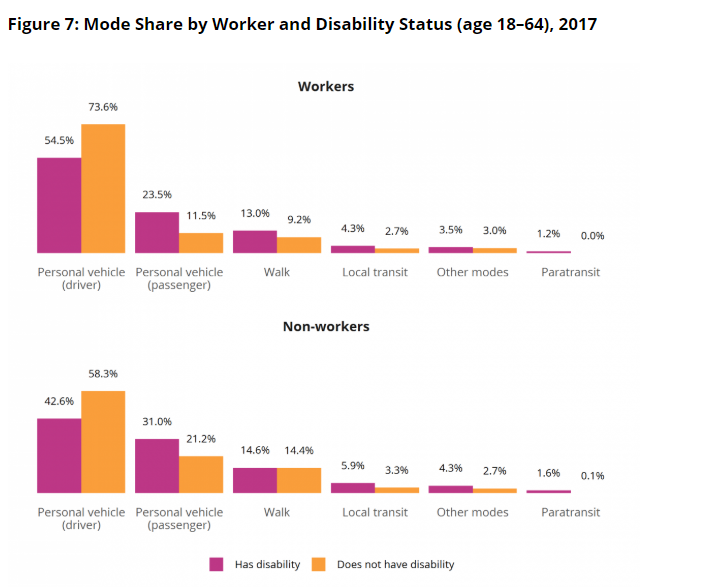 Figure 7: Mode Share by Worker and Disability Status (age 18–64), 2017
Workers
73.6%
54.5%
23.5%
11.5%
13.0%
9.2%
4.3%
2.7%
3.5%
3.0%
1.2%
0.0%
Personal vehicle
(driver)
Personal vehicle
(passenger)
Walk
Local transit
Other modes
Paratransit
Non-workers
58.3%
42.6%
31.0%
21.2%
14.6%
14.4%
5.9%
3.3%
4.3%
2.7%
1.6%
0.1%
Personal vehicle
(driver)
Personal vehicle
(passenger)
Walk
Local transit
Other modes
Paratransit
Has disability
Does not have disability